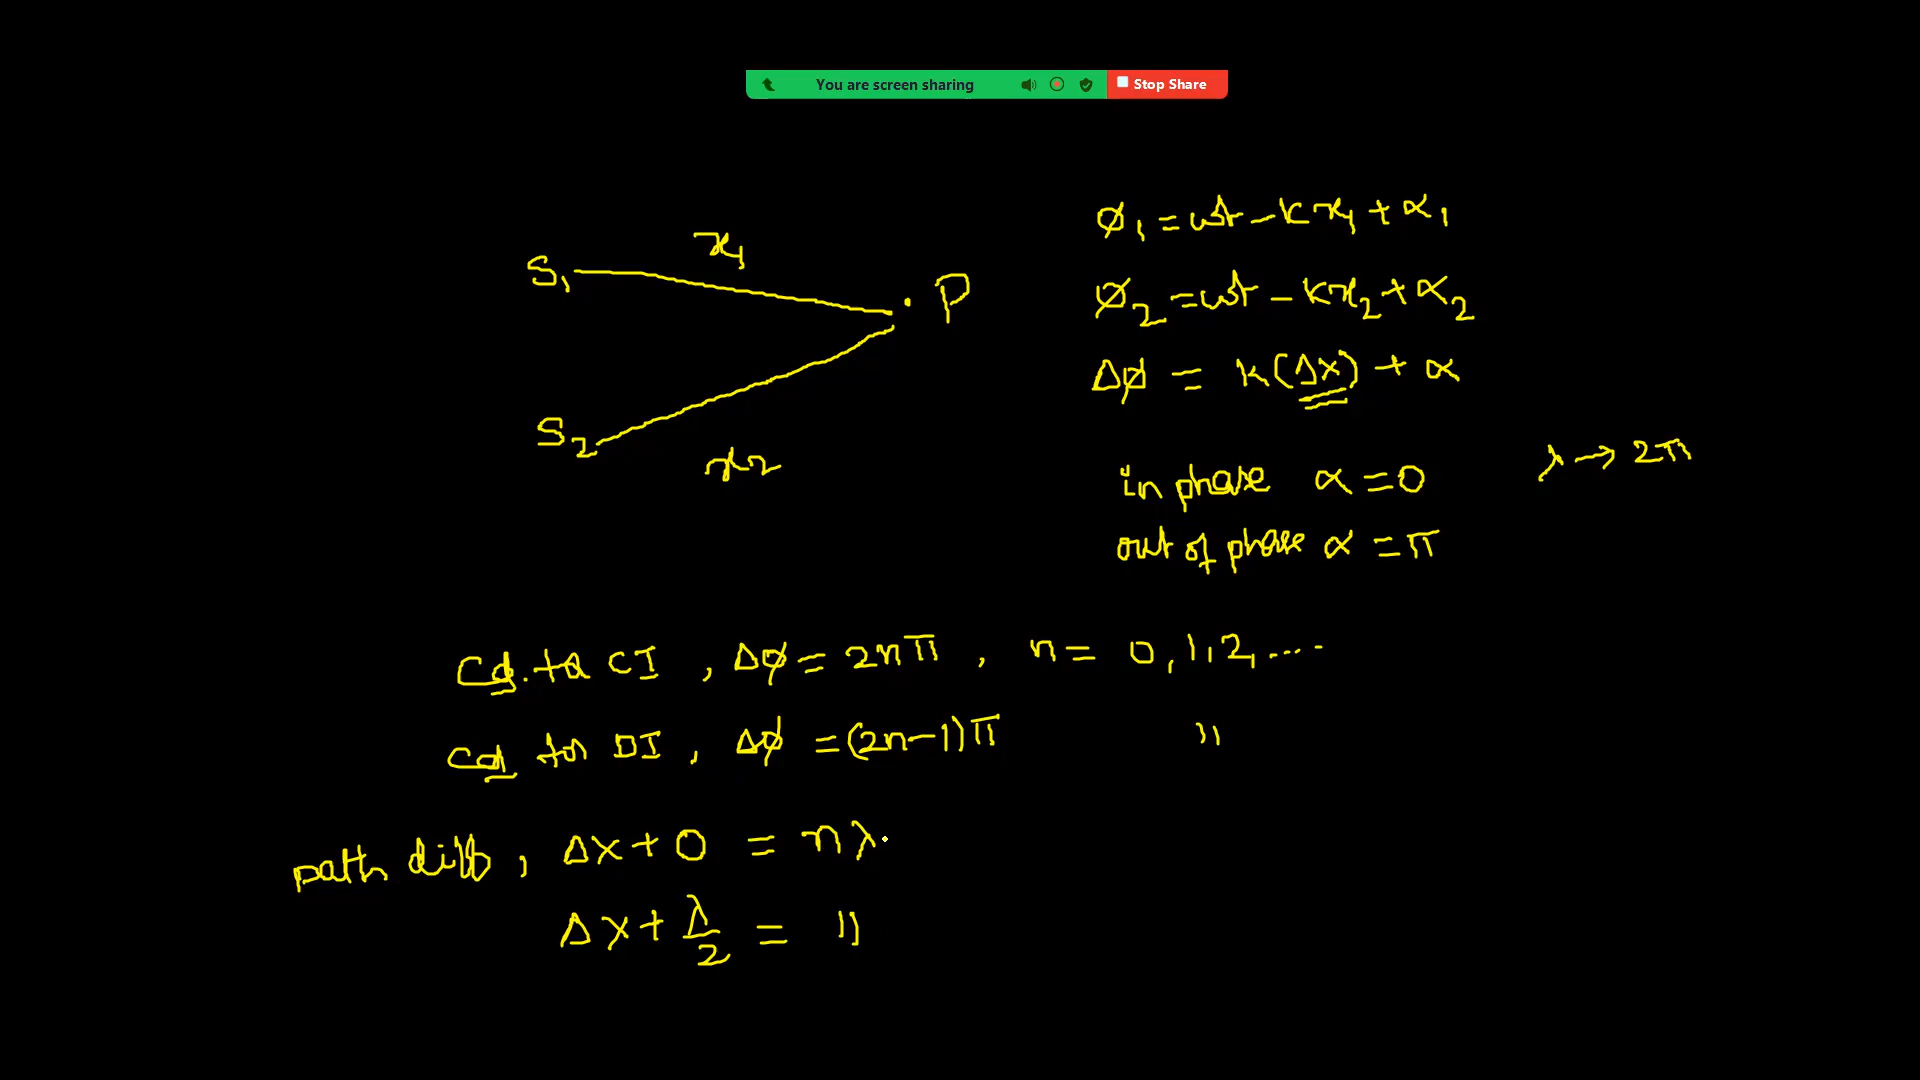 You are screen sharing Stop Share
x₁
S₁
P
S₂
x₂
φ₁ = ωt - kx₁ + α₁
φ₂ = ωt - kx₂ + α₂
Δφ = k(Δx) + α
λ → 2π
in phase α = 0
out of phase α = π
Cd. to CI , Δφ = 2nπ , n = 0, 1, 2, ....
Cd for DI , Δφ = (2n-1)π "
path diff , Δx + 0 = nλ
Δx + λ/2 = "